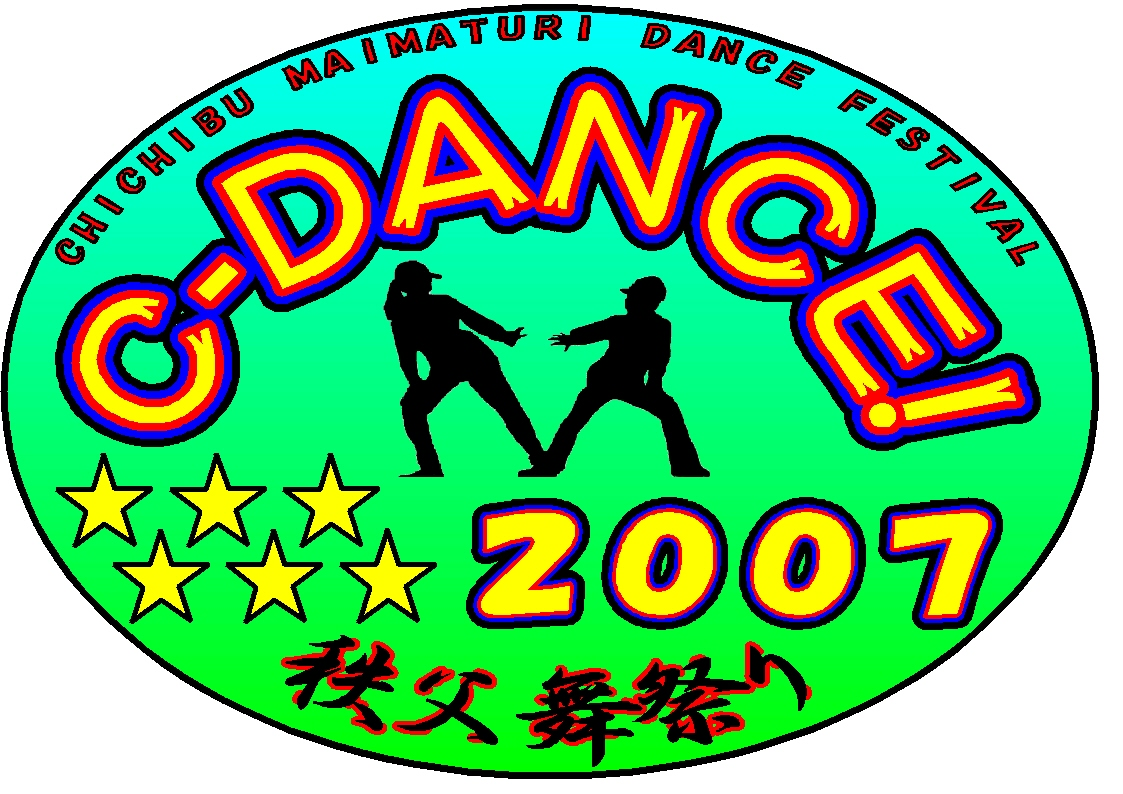 CHICHIBU MAIMATURI DANCE FESTIVAL
C-DANCE!
2007
秩父舞祭り